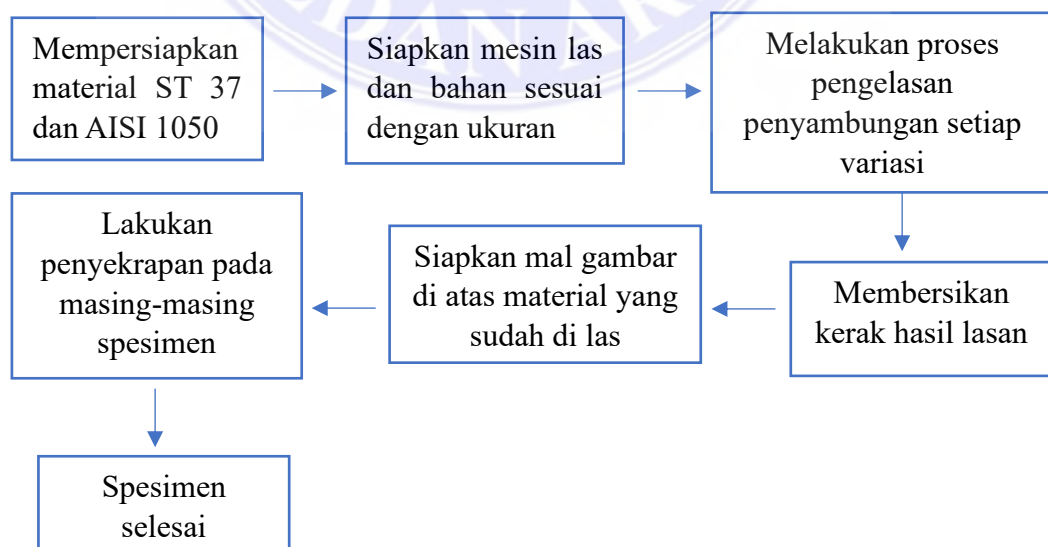 Mempersiapkan
material ST 37
dan AISI 1050
Siapkan mesin las
dan bahan sesuai
dengan ukuran
Melakukan proses
pengelasan
penyambungan setiap
variasi
Membersikan
kerak hasil lasan
Siapkan mal gambar
di atas material yang
sudah di las
Lakukan
penyekrapan pada
masing-masing
spesimen
Spesimen
selesai